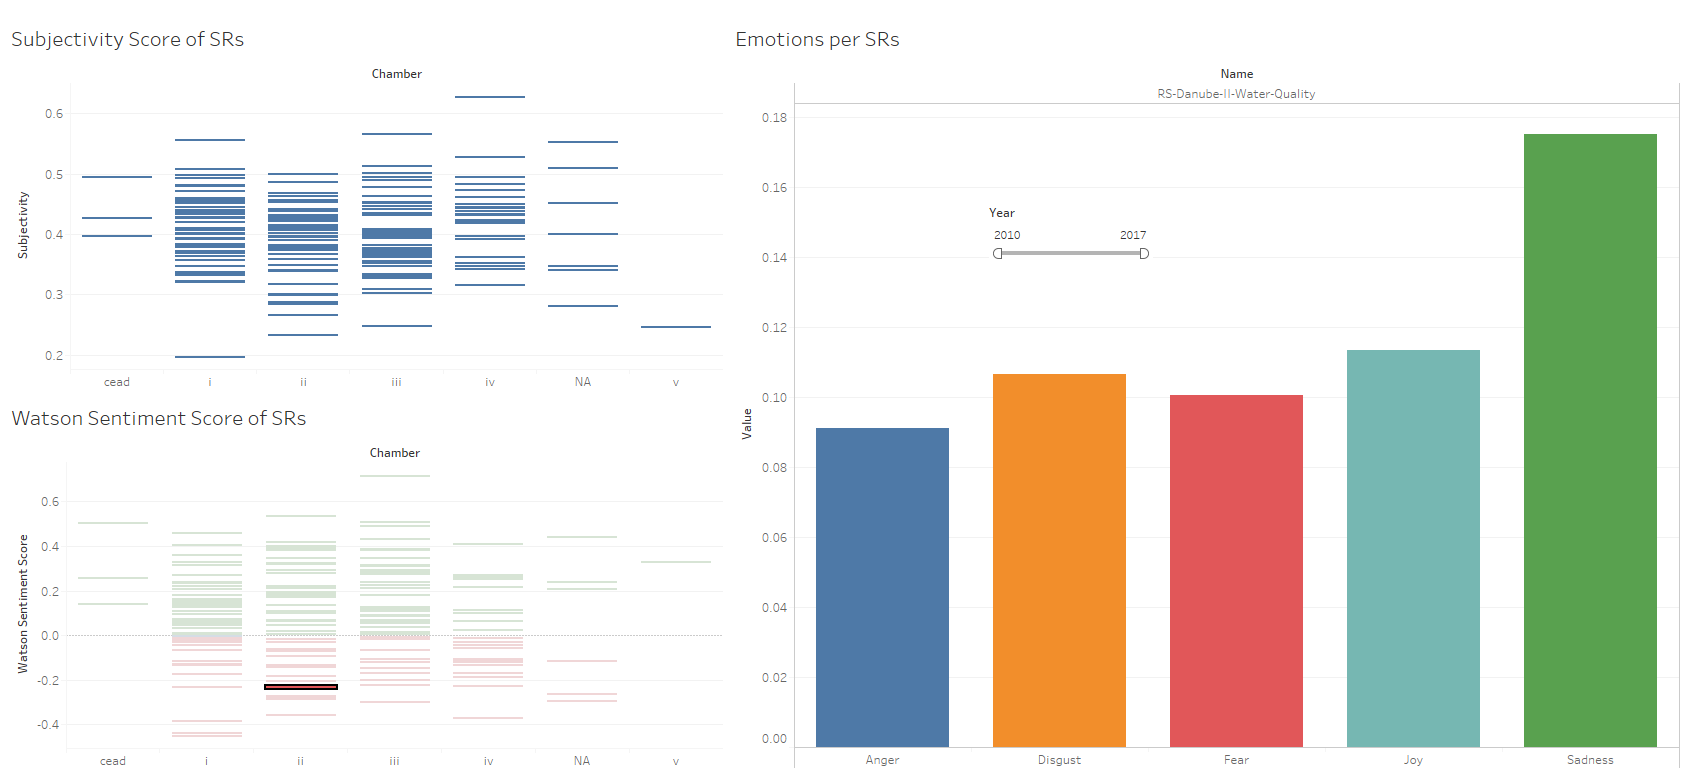 Subjectivity Score of SRs
Chamber
Subjectivity
0.6
0.5
0.4
0.3
0.2
cead i ii iii iv NA v
Watson Sentiment Score of SRs
Chamber
Watson Sentiment Score
0.6
0.4
0.2
0.0
-0.2
-0.4
cead i ii iii iv NA v
Emotions per SRs
Name
RS-Danube-II-Water-Quality
Value
0.18
0.16
0.14
0.12
0.10
0.08
0.06
0.04
0.02
0.00
Year
2010 2017
Anger Disgust Fear Joy Sadness